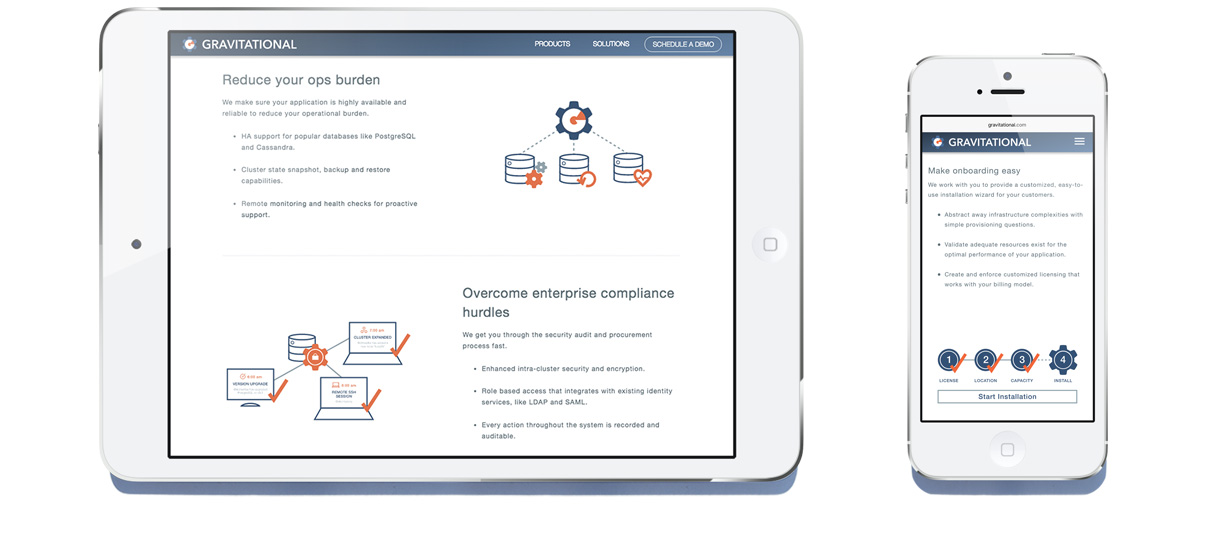 GRAVITATIONAL
PRODUCTS
SOLUTIONS
SCHEDULE A DEMO
Reduce your ops burden
We make sure your application is highly available and
reliable to reduce your operational burden.
• HA support for popular databases like PostgreSQL
and Cassandra.
• Cluster state snapshot, backup and restore
capabilities.
• Remote monitoring and health checks for proactive
support.
CLUSTER EXPANDED
VERSION UPGRADE
REMOTE SSH
SESSION
Overcome enterprise compliance
hurdles
We get you through the security audit and procurement
process fast.
• Enhanced intra-cluster security and encryption.
• Role based access that integrates with existing identity
services, like LDAP and SAML.
• Every action throughout the system is recorded and
auditable.
gravitational.com
GRAVITATIONAL
Make onboarding easy
We work with you to provide a customized, easy-to-
use installation wizard for your customers.
• Abstract away infrastructure complexities with
simple provisioning questions.
• Validate adequate resources exist for the
optimal performance of your application.
• Create and enforce customized licensing that
works with your billing model.
1 2 3 4
LICENSE LOCATION CAPACITY INSTALL
Start Installation